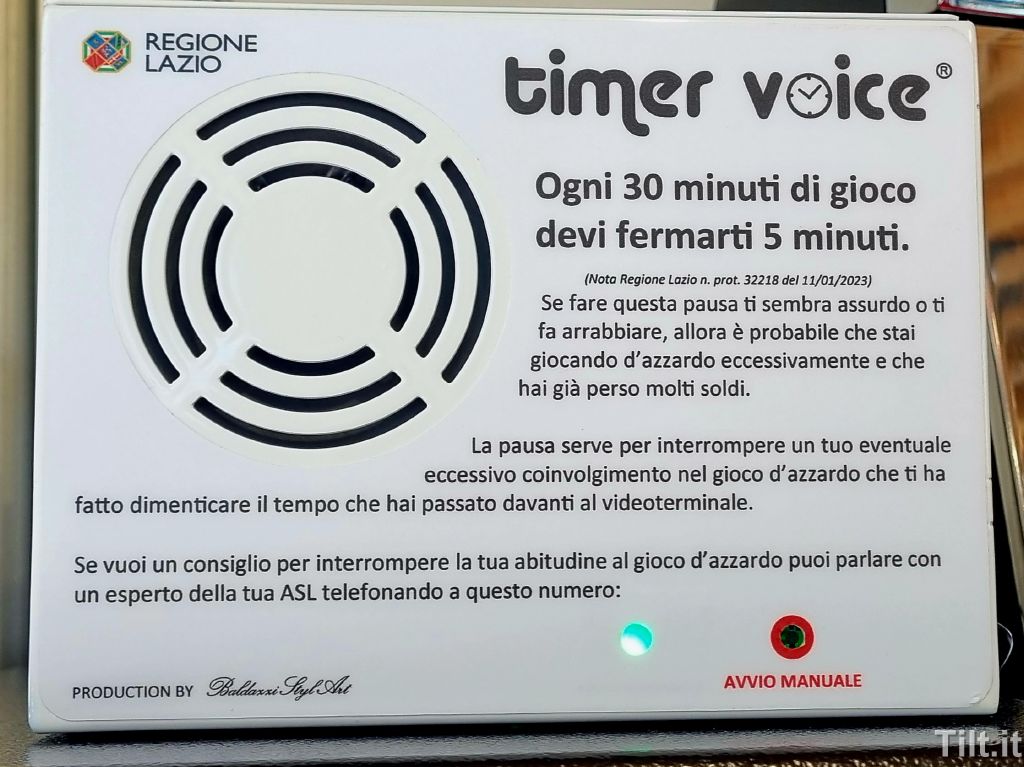 REGIONE
LAZIO
timer voice®
Ogni 30 minuti di gioco
devi fermarti 5 minuti.
(Nota Regione Lazio n. prot. 32218 del 11/01/2023)
Se fare questa pausa ti sembra assurdo o ti
fa arrabbiare, allora è probabile che stai
giocando d'azzardo eccessivamente e che
hai già perso molti soldi.
La pausa serve per interrompere un tuo eventuale
eccessivo coinvolgimento nel gioco d'azzardo che ti ha
fatto dimenticare il tempo che hai passato davanti al videoterminale.
Se vuoi un consiglio per interrompere la tua abitudine al gioco d'azzardo puoi parlare con
un esperto della tua ASL telefonando a questo numero:
AVVIO MANUALE
PRODUCTION BY Baldazzi Styl Art
Tilt.it